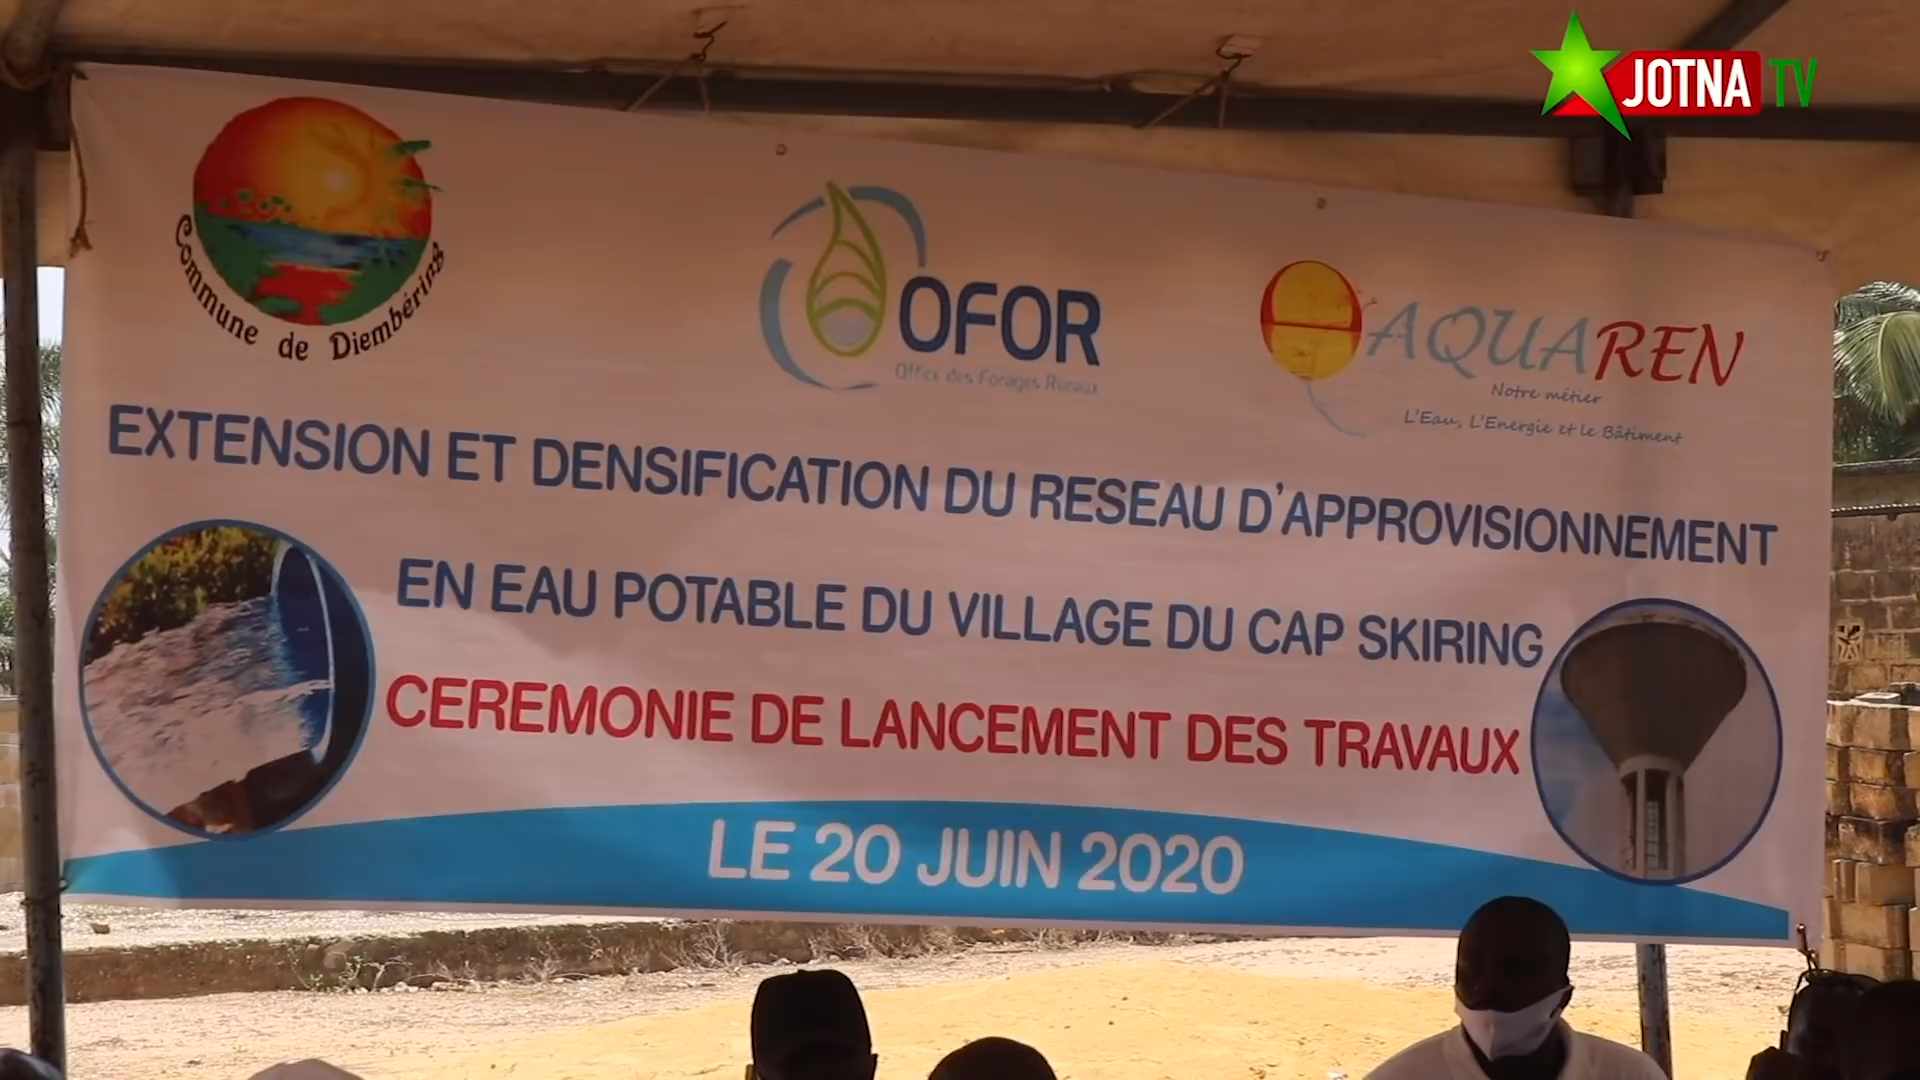 JOTNA TV
Commune de Diembéring
OFOR
Office des Forages Ruraux
AQUAREN
Notre métier
L'Eau, L'Energie et le Bâtiment
EXTENSION ET DENSIFICATION DU RESEAU D'APPROVISIONNEMENT
EN EAU POTABLE DU VILLAGE DU CAP SKIRING
CEREMONIE DE LANCEMENT DES TRAVAUX
LE 20 JUIN 2020